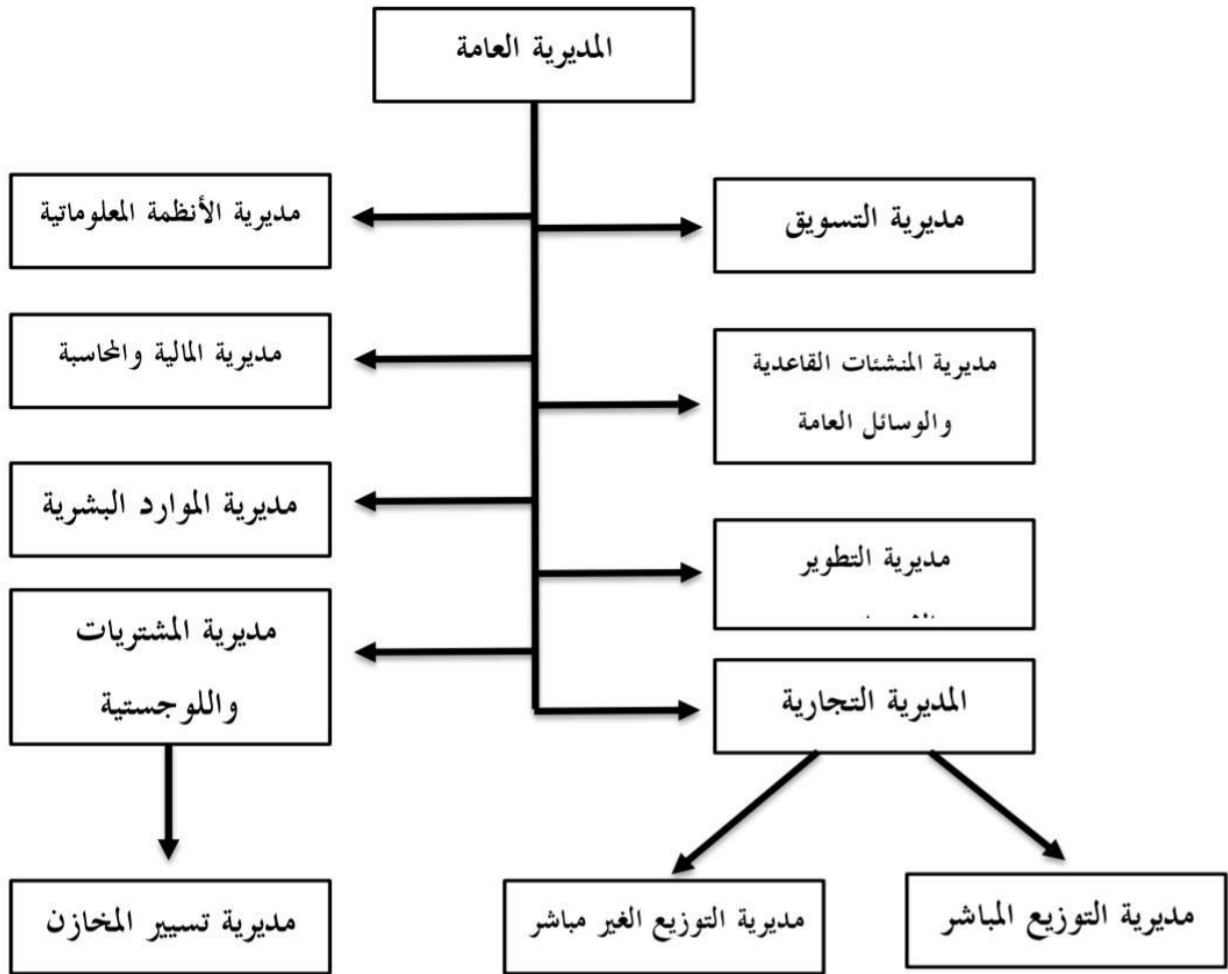 المديرية العامة
مديرية التسويق
مديرية الأنظمة المعلوماتية
مديرية المنشئات القاعدية
والوسائل العامة
مديرية المالية والمحاسبة
مديرية التطوير
مديرية الموارد البشرية
المديرية التجارية
مديرية المشتريات
واللوجستية
مديرية التوزيع المباشر
مديرية التوزيع الغير مباشر
مديرية تسيير المخازن